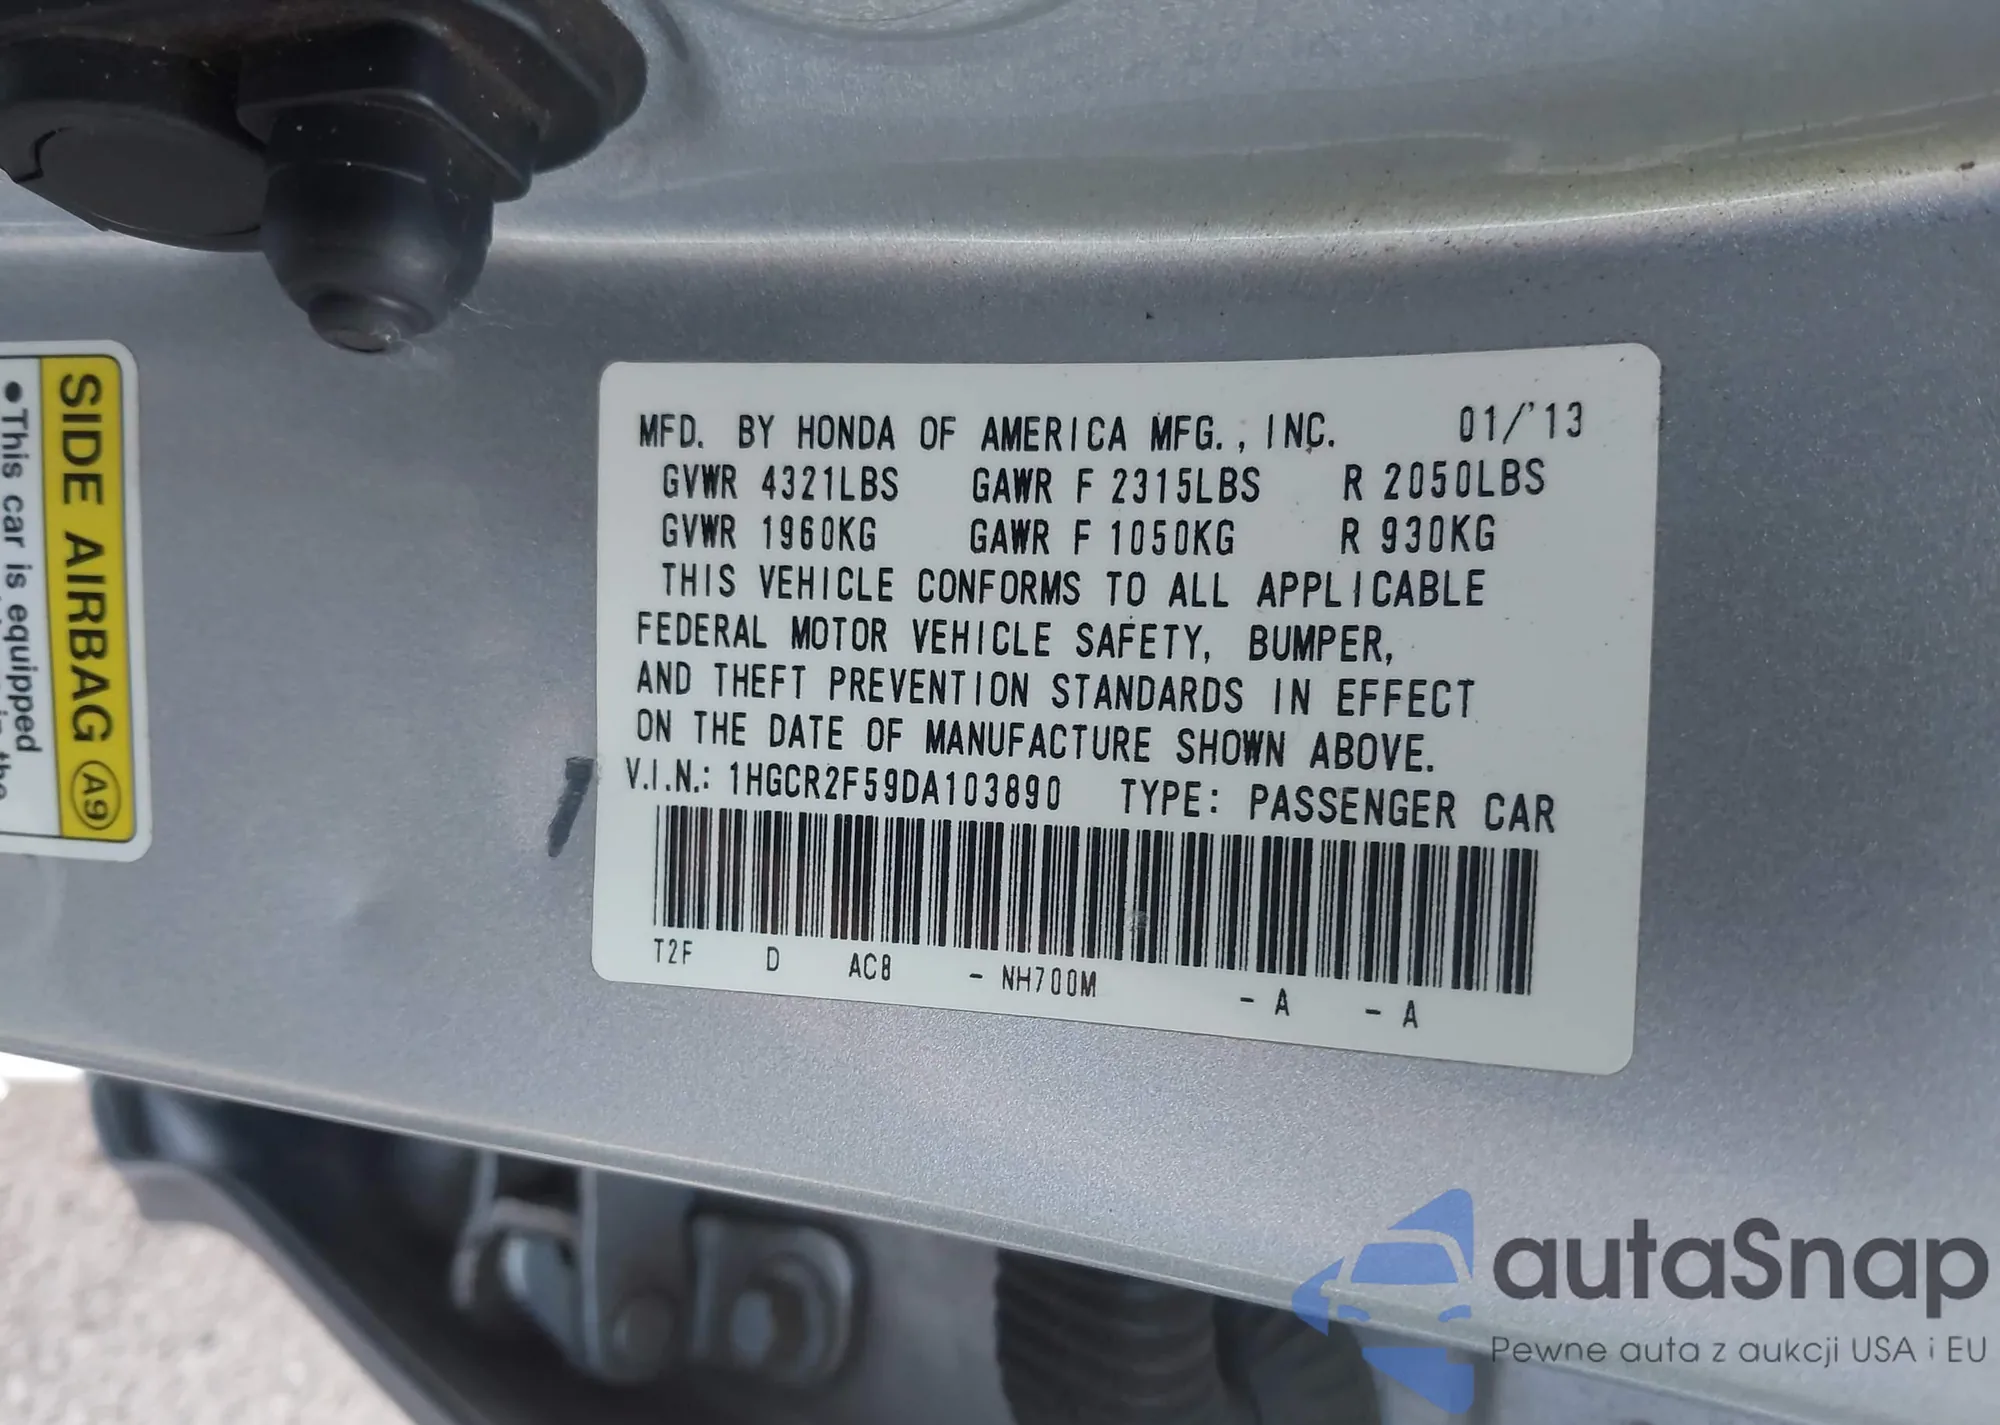 MFD. BY HONDA OF AMERICA MFG., INC. 01/'13
GVWR 4321LBS GAWR F 2315LBS R 2050LBS
GVWR 1960KG GAWR F 1050KG R 930KG
THIS VEHICLE CONFORMS TO ALL APPLICABLE
FEDERAL MOTOR VEHICLE SAFETY, BUMPER,
AND THEFT PREVENTION STANDARDS IN EFFECT
ON THE DATE OF MANUFACTURE SHOWN ABOVE.
V.I.N.: 1HGCR2F59DA103890 TYPE: PASSENGER CAR
T2F D AC8 - NH700M - A - A
SIDE AIRBAG A9
•This car is equipped
autaSnap
Pewne auta z aukcji USA i EU